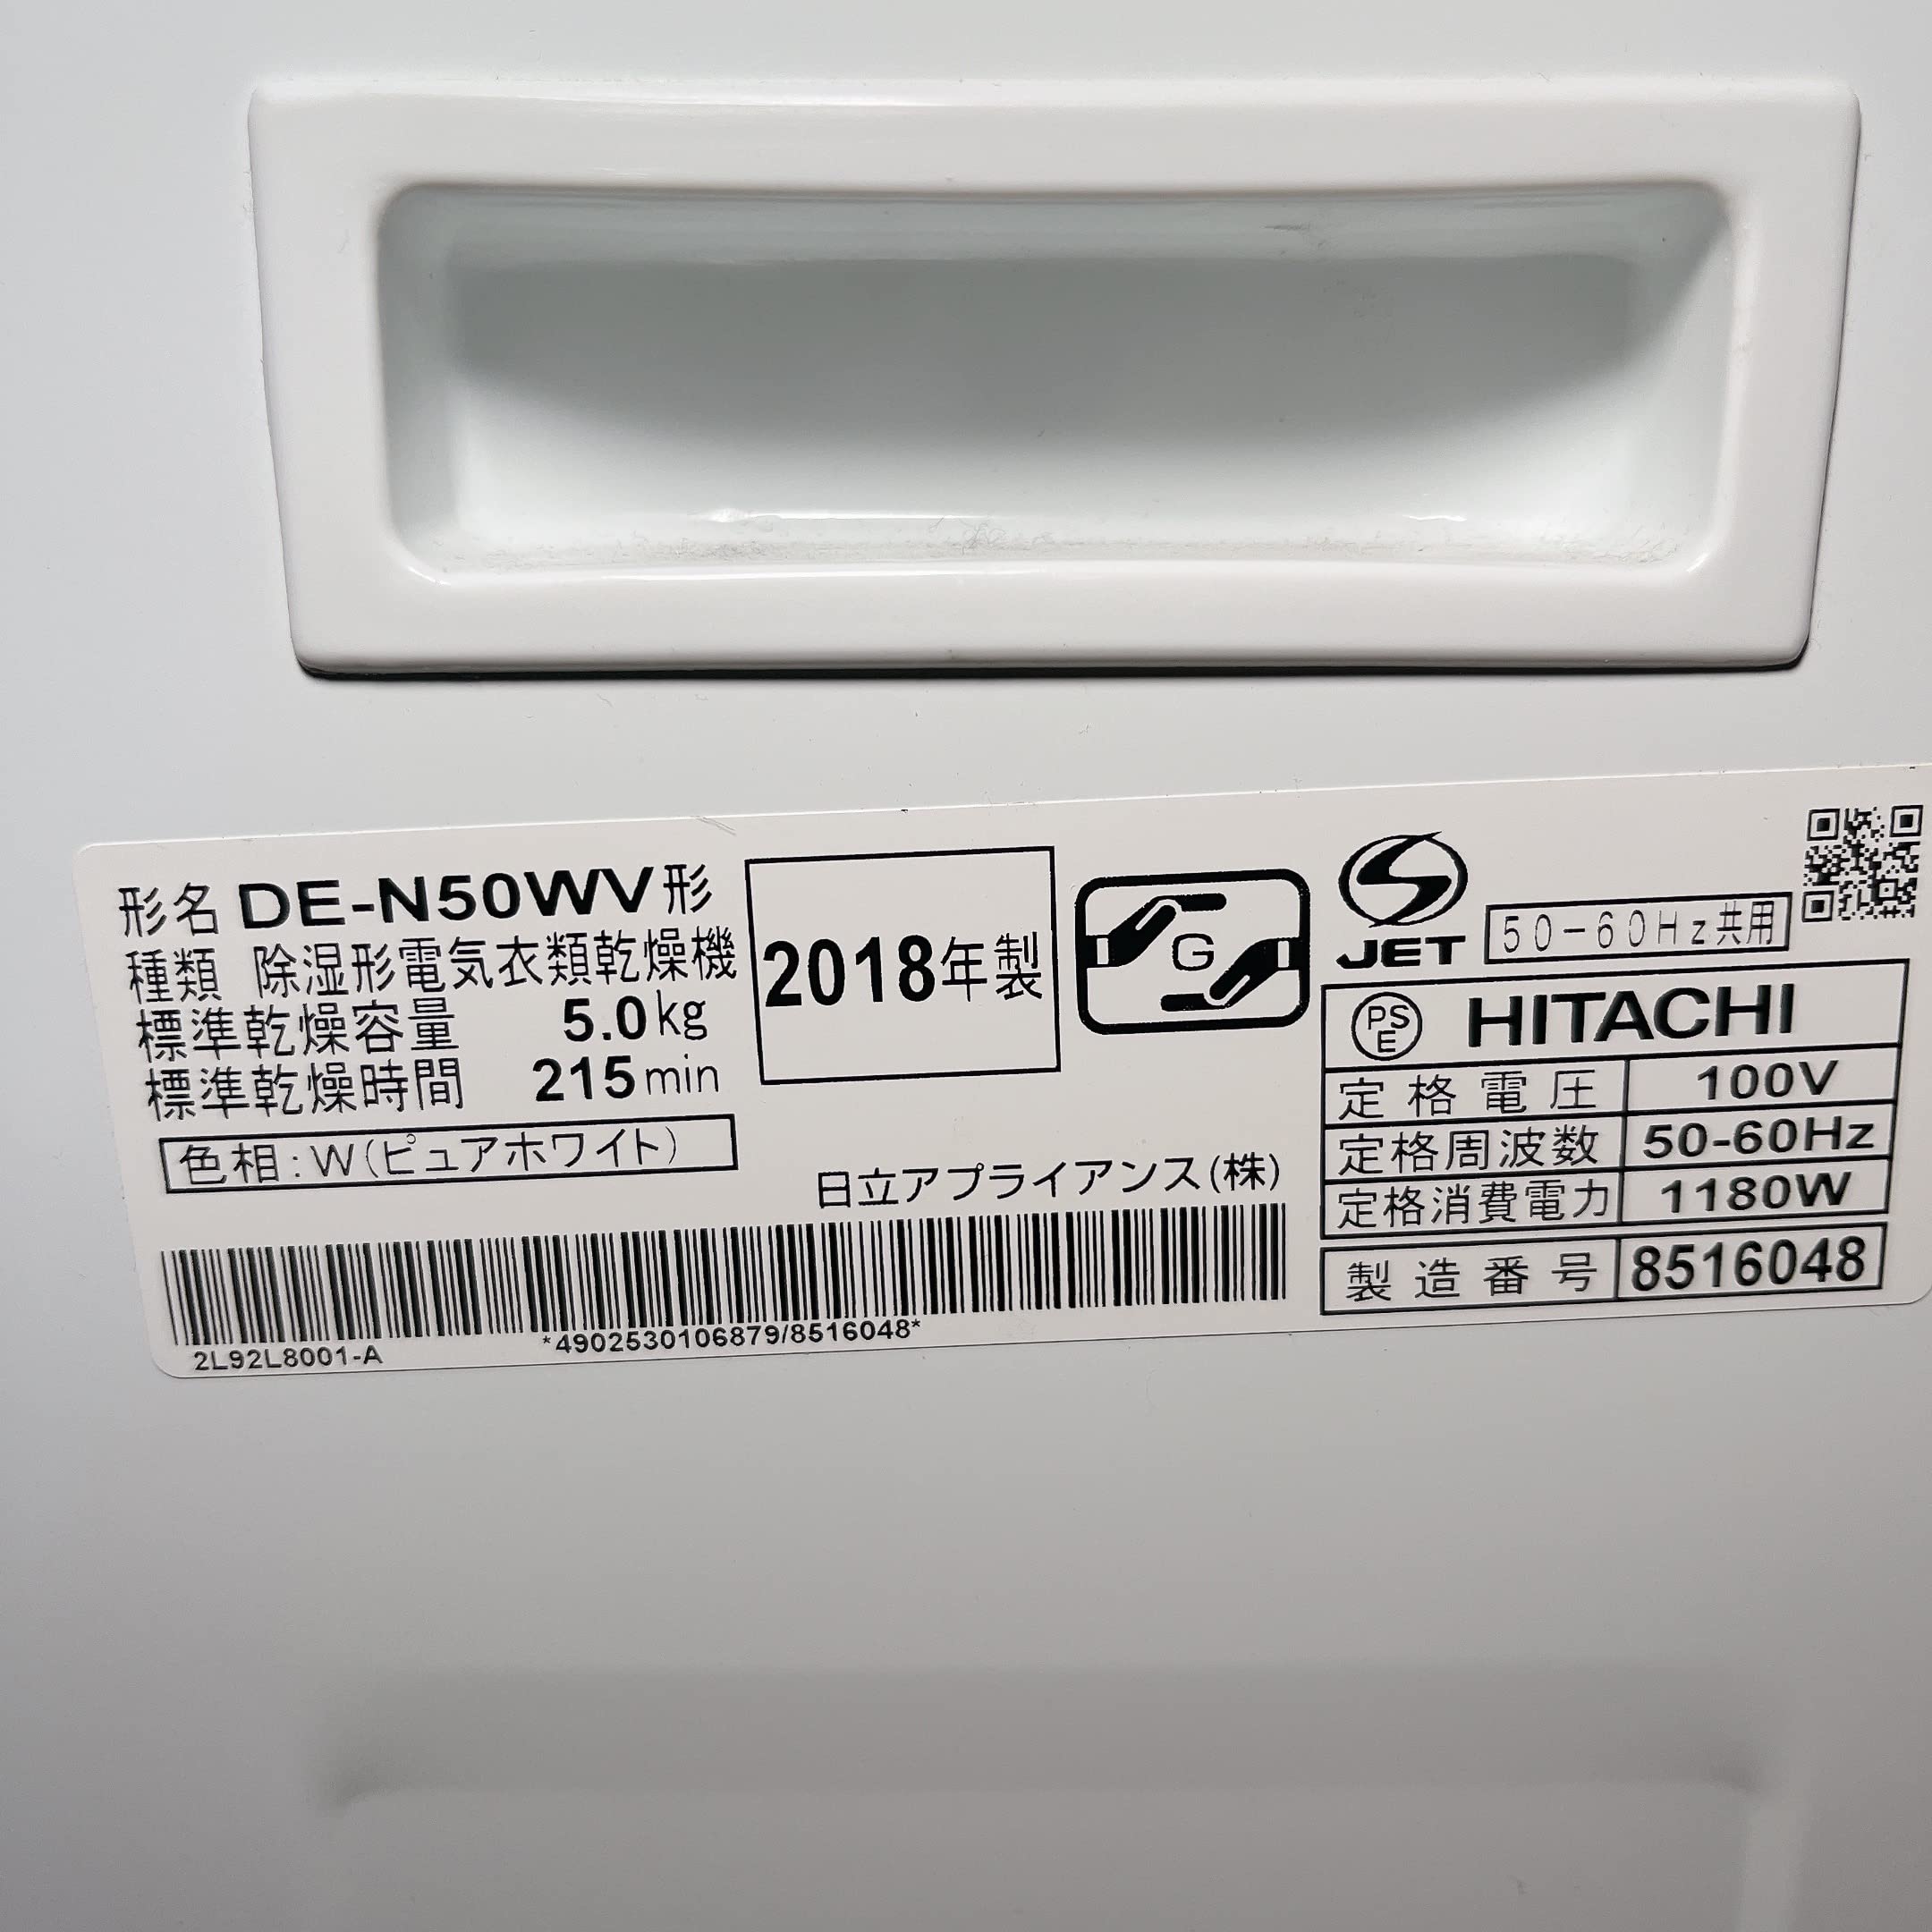 形名 DE-N50WV形
種類 除湿形電気衣類乾燥機
標準乾燥容量 5.0kg
標準乾燥時間 215min
色相:W(ピュアホワイト)
2018年製
G
S
JET
50-60Hz共用
PS
E
HITACHI
定格電圧 100V
定格周波数 50-60Hz
定格消費電力 1180W
製造番号 8516048
日立アプライアンス(株)
*4902530106879/8516048*
2L92L8001-A